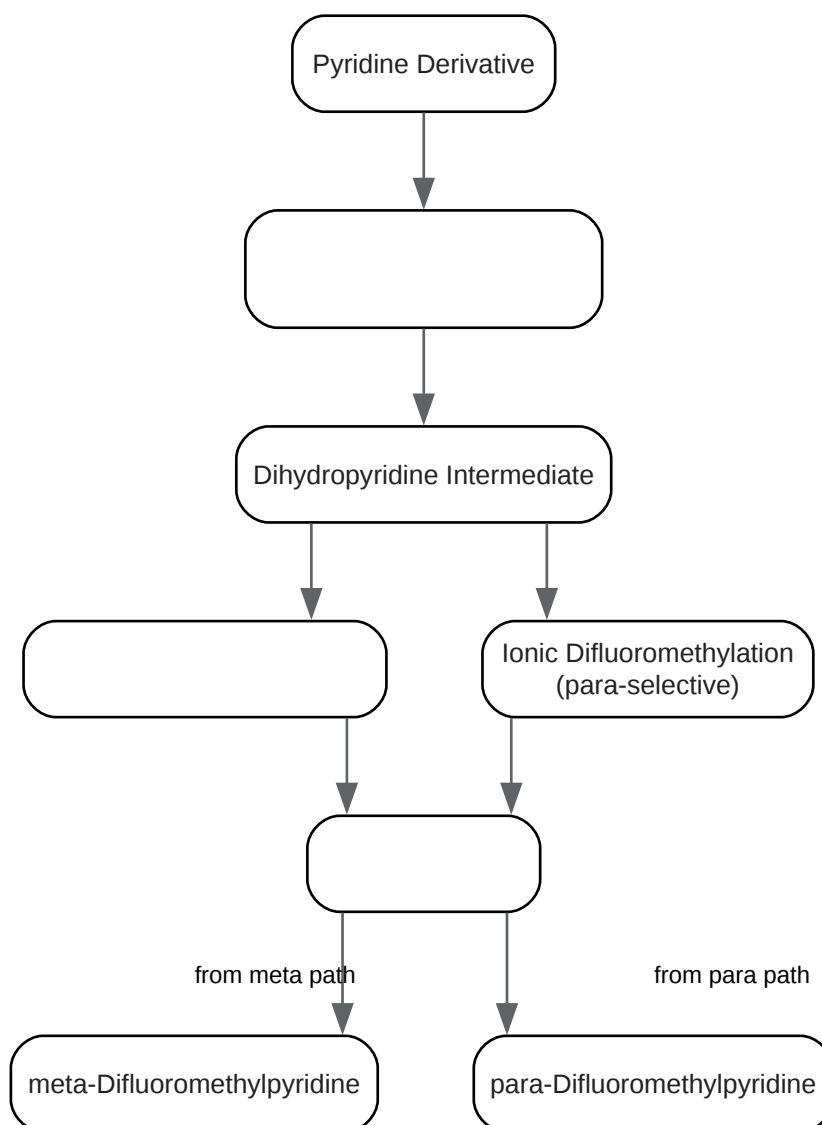 Pyridine Derivative
Dihydropyridine Intermediate
Ionic Difluoromethylation
(para-selective)
from meta path
from para path
meta-Difluoromethylpyridine
para-Difluoromethylpyridine